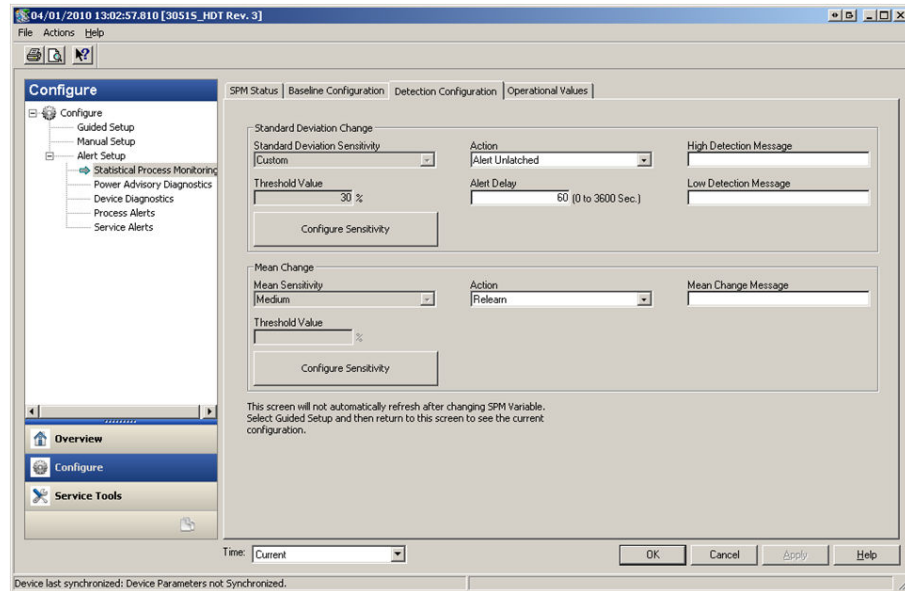 04/01/2010 13:02:57.810 [3051S_HDT Rev. 3]
File Actions Help
Configure
Configure
Guided Setup
Manual Setup
Alert Setup
Statistical Process Monitoring
Power Advisory Diagnostics
Device Diagnostics
Process Alerts
Service Alerts
Overview
Configure
Service Tools
SPM Status Baseline Configuration Detection Configuration Operational Values
Standard Deviation Change
Standard Deviation Sensitivity Action High Detection Message
Custom Alert Unlatched
Threshold Value Alert Delay Low Detection Message
30 % 60 (0 to 3600 Sec.)
Configure Sensitivity
Mean Change
Mean Sensitivity Action Mean Change Message
Medium Relearn
Threshold Value
%
Configure Sensitivity
This screen will not automatically refresh after changing SPM Variable.
Select Guided Setup and then return to this screen to see the current
configuration.
Time: Current OK Cancel Apply Help
Device last synchronized: Device Parameters not Synchronized.